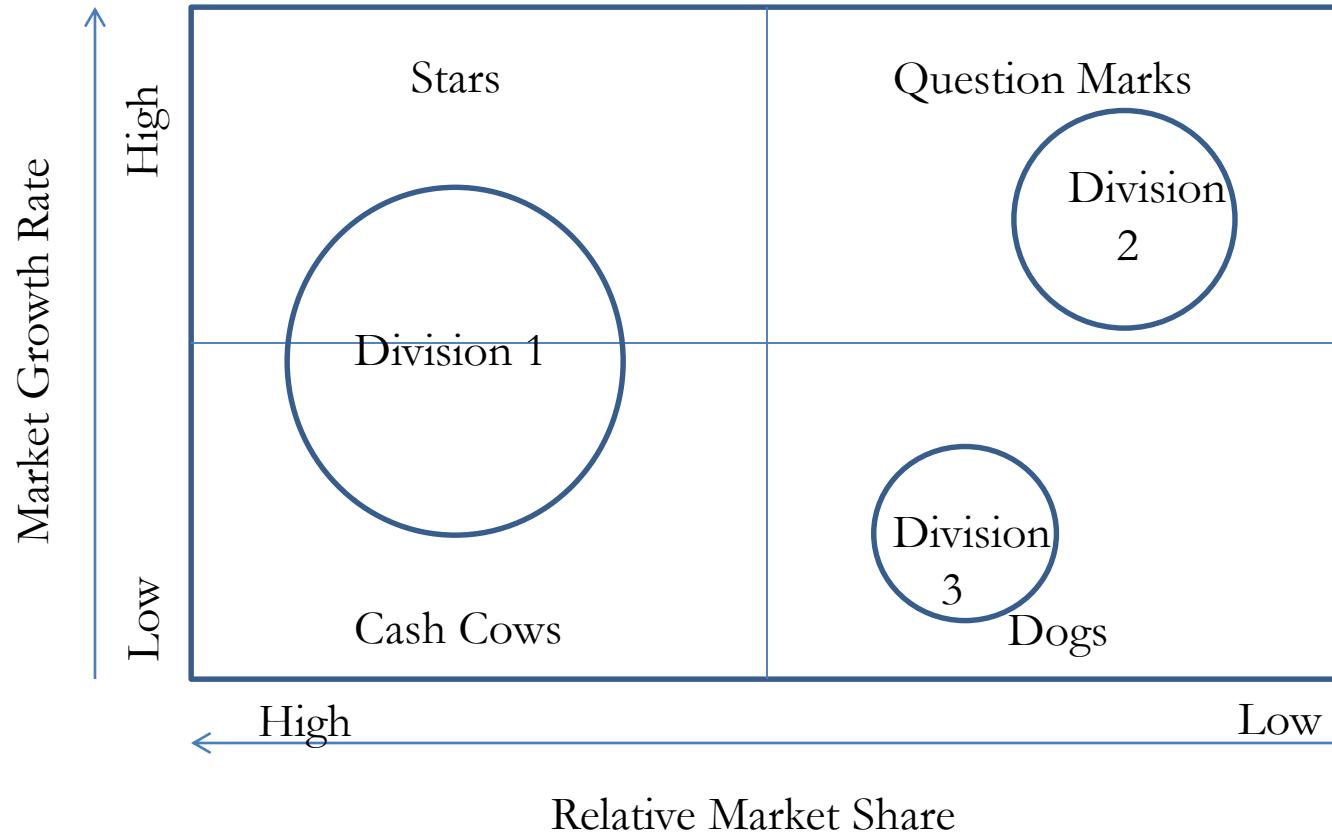 Stars
Question Marks
High
Market Growth Rate
Division
2
Division 1
Division
3
Low
Cash Cows
Dogs
High
Low
Relative Market Share